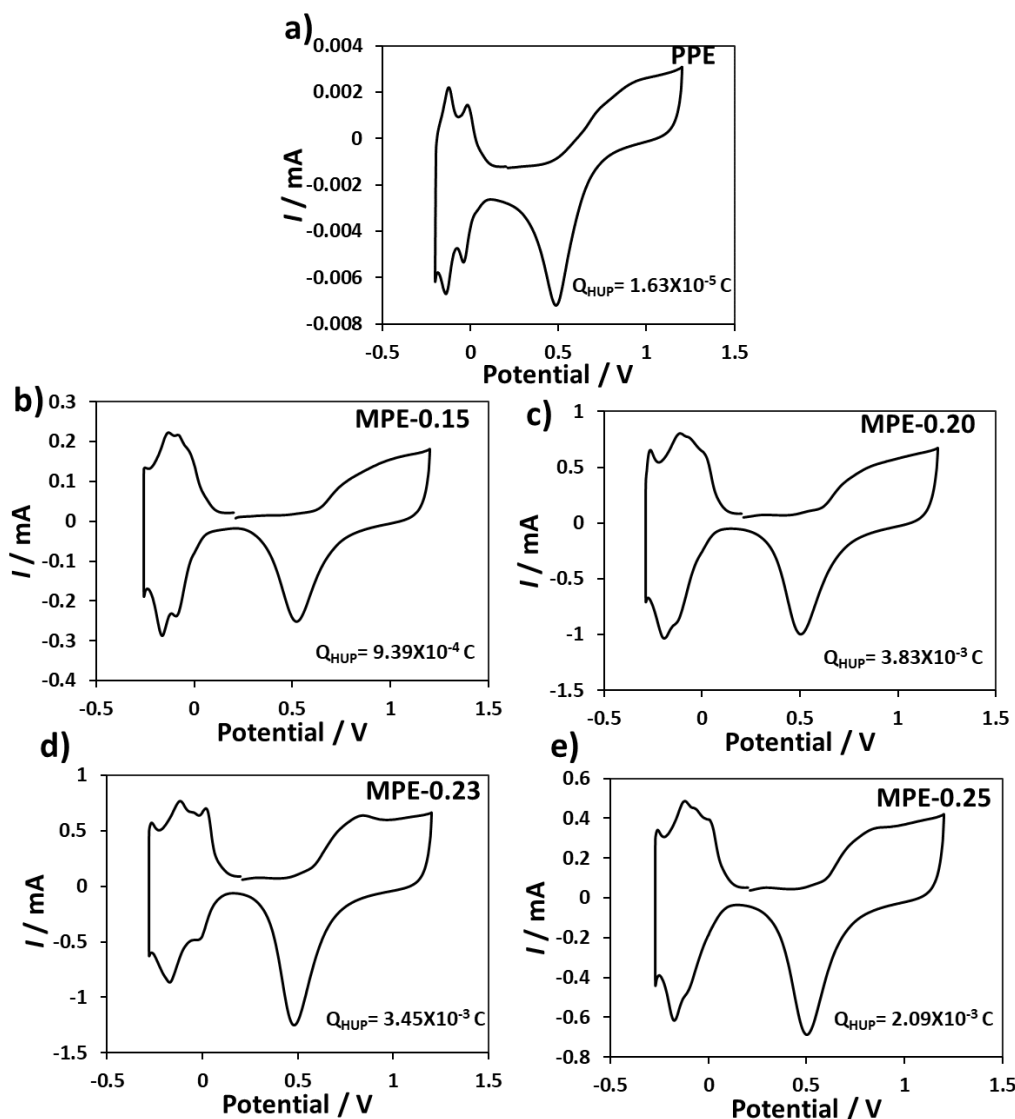 a)
PPE
0.004
0.002
0
-0.002
-0.004
-0.006
-0.008
I / mA
Q_HUP= 1.63X10⁻⁵ C
-0.5 0 0.5 1 1.5
Potential / V
b)
MPE-0.15
0.3
0.2
0.1
0
-0.1
-0.2
-0.3
-0.4
I / mA
Q_HUP= 9.39X10⁻⁴ C
-0.5 0 0.5 1 1.5
Potential / V
c)
MPE-0.20
1
0.5
0
-0.5
-1
-1.5
I / mA
Q_HUP= 3.83X10⁻³ C
-0.5 0 0.5 1 1.5
Potential / V
d)
MPE-0.23
1
0.5
0
-0.5
-1
-1.5
I / mA
Q_HUP= 3.45X10⁻³ C
-0.5 0 0.5 1 1.5
Potential / V
e)
MPE-0.25
0.6
0.4
0.2
0
-0.2
-0.4
-0.6
-0.8
I / mA
Q_HUP= 2.09X10⁻³ C
-0.5 0 0.5 1 1.5
Potential / V